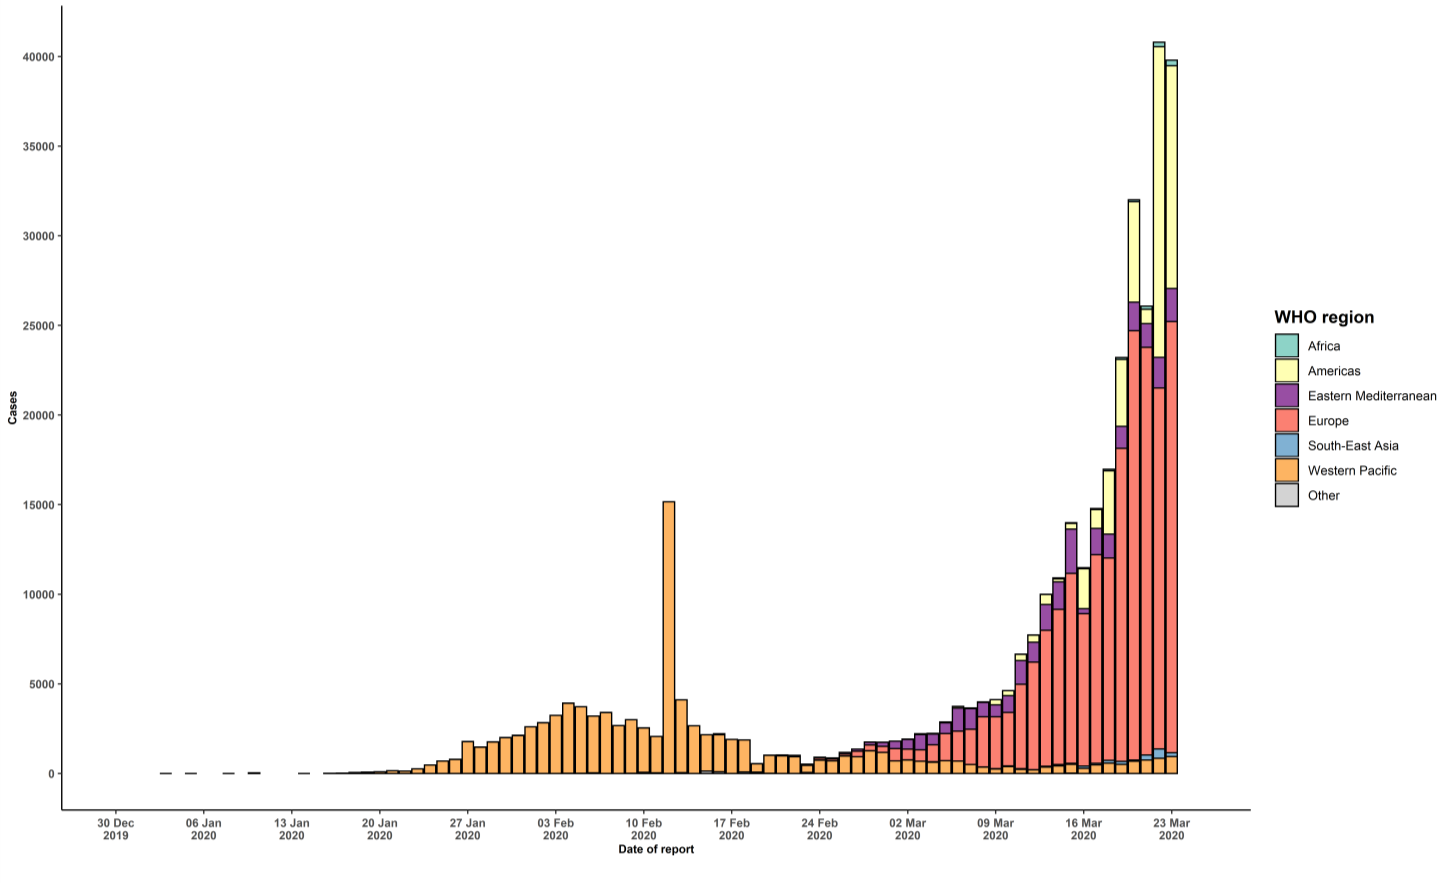 40000
35000
30000
25000
20000
15000
10000
5000
0
Cases
30 Dec 2019
06 Jan 2020
13 Jan 2020
20 Jan 2020
27 Jan 2020
03 Feb 2020
10 Feb 2020
17 Feb 2020
24 Feb 2020
02 Mar 2020
09 Mar 2020
16 Mar 2020
23 Mar 2020
Date of report
WHO region
Africa
Americas
Eastern Mediterranean
Europe
South-East Asia
Western Pacific
Other